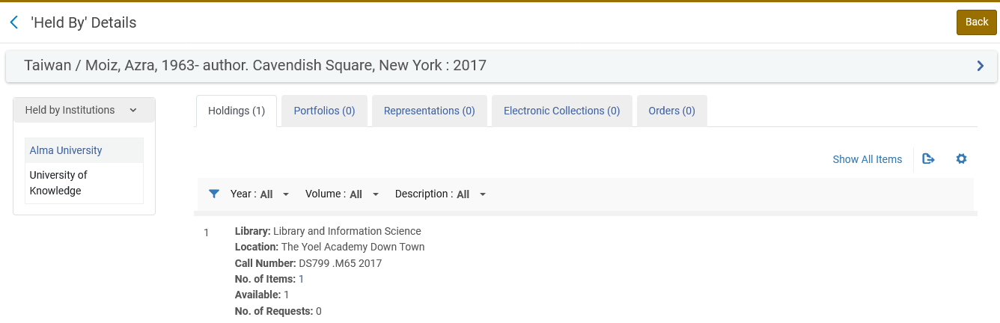 'Held By' Details
Back
Taiwan / Moiz, Azra, 1963- author. Cavendish Square, New York : 2017
Held by Institutions
Alma University
University of
Knowledge
Holdings (1) Portfolios (0) Representations (0) Electronic Collections (0) Orders (0)
Show All Items
Year : All Volume : All Description : All
1
Library: Library and Information Science
Location: The Yoel Academy Down Town
Call Number: DS799 .M65 2017
No. of Items: 1
Available: 1
No. of Requests: 0